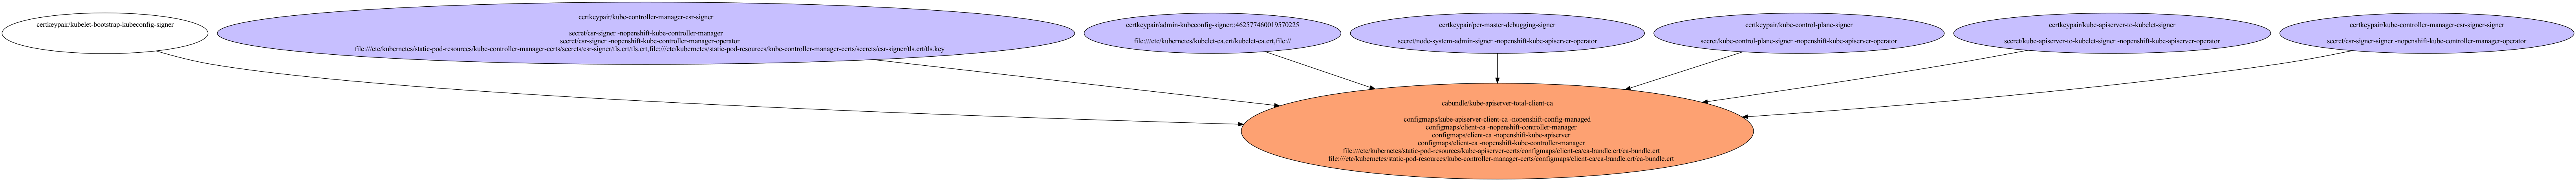 certkeypair/kubelet-bootstrap-kubeconfig-signer
certkeypair/kube-controller-manager-csr-signer
secret/csr-signer -nopenshift-kube-controller-manager
secret/csr-signer -nopenshift-kube-controller-manager-operator
file:///etc/kubernetes/static-pod-resources/kube-controller-manager-certs/secrets/csr-signer/tls.crt/tls.crt,file:///etc/kubernetes/static-pod-resources/kube-controller-manager-certs/secrets/csr-signer/tls.crt/tls.key
certkeypair/admin-kubeconfig-signer::462577460019570225
file:///etc/kubernetes/kubelet-ca.crt/kubelet-ca.crt,file://
certkeypair/per-master-debugging-signer
secret/node-system-admin-signer -nopenshift-kube-apiserver-operator
certkeypair/kube-control-plane-signer
secret/kube-control-plane-signer -nopenshift-kube-apiserver-operator
certkeypair/kube-apiserver-to-kubelet-signer
secret/kube-apiserver-to-kubelet-signer -nopenshift-kube-apiserver-operator
certkeypair/kube-controller-manager-csr-signer-signer
secret/csr-signer-signer -nopenshift-kube-controller-manager-operator
cabundle/kube-apiserver-total-client-ca
configmaps/kube-apiserver-client-ca -nopenshift-config-managed
configmaps/client-ca -nopenshift-controller-manager
configmaps/client-ca -nopenshift-kube-apiserver
configmaps/client-ca -nopenshift-kube-controller-manager
file:///etc/kubernetes/static-pod-resources/kube-apiserver-certs/configmaps/client-ca/ca-bundle.crt/ca-bundle.crt
file:///etc/kubernetes/static-pod-resources/kube-controller-manager-certs/configmaps/client-ca/ca-bundle.crt/ca-bundle.crt